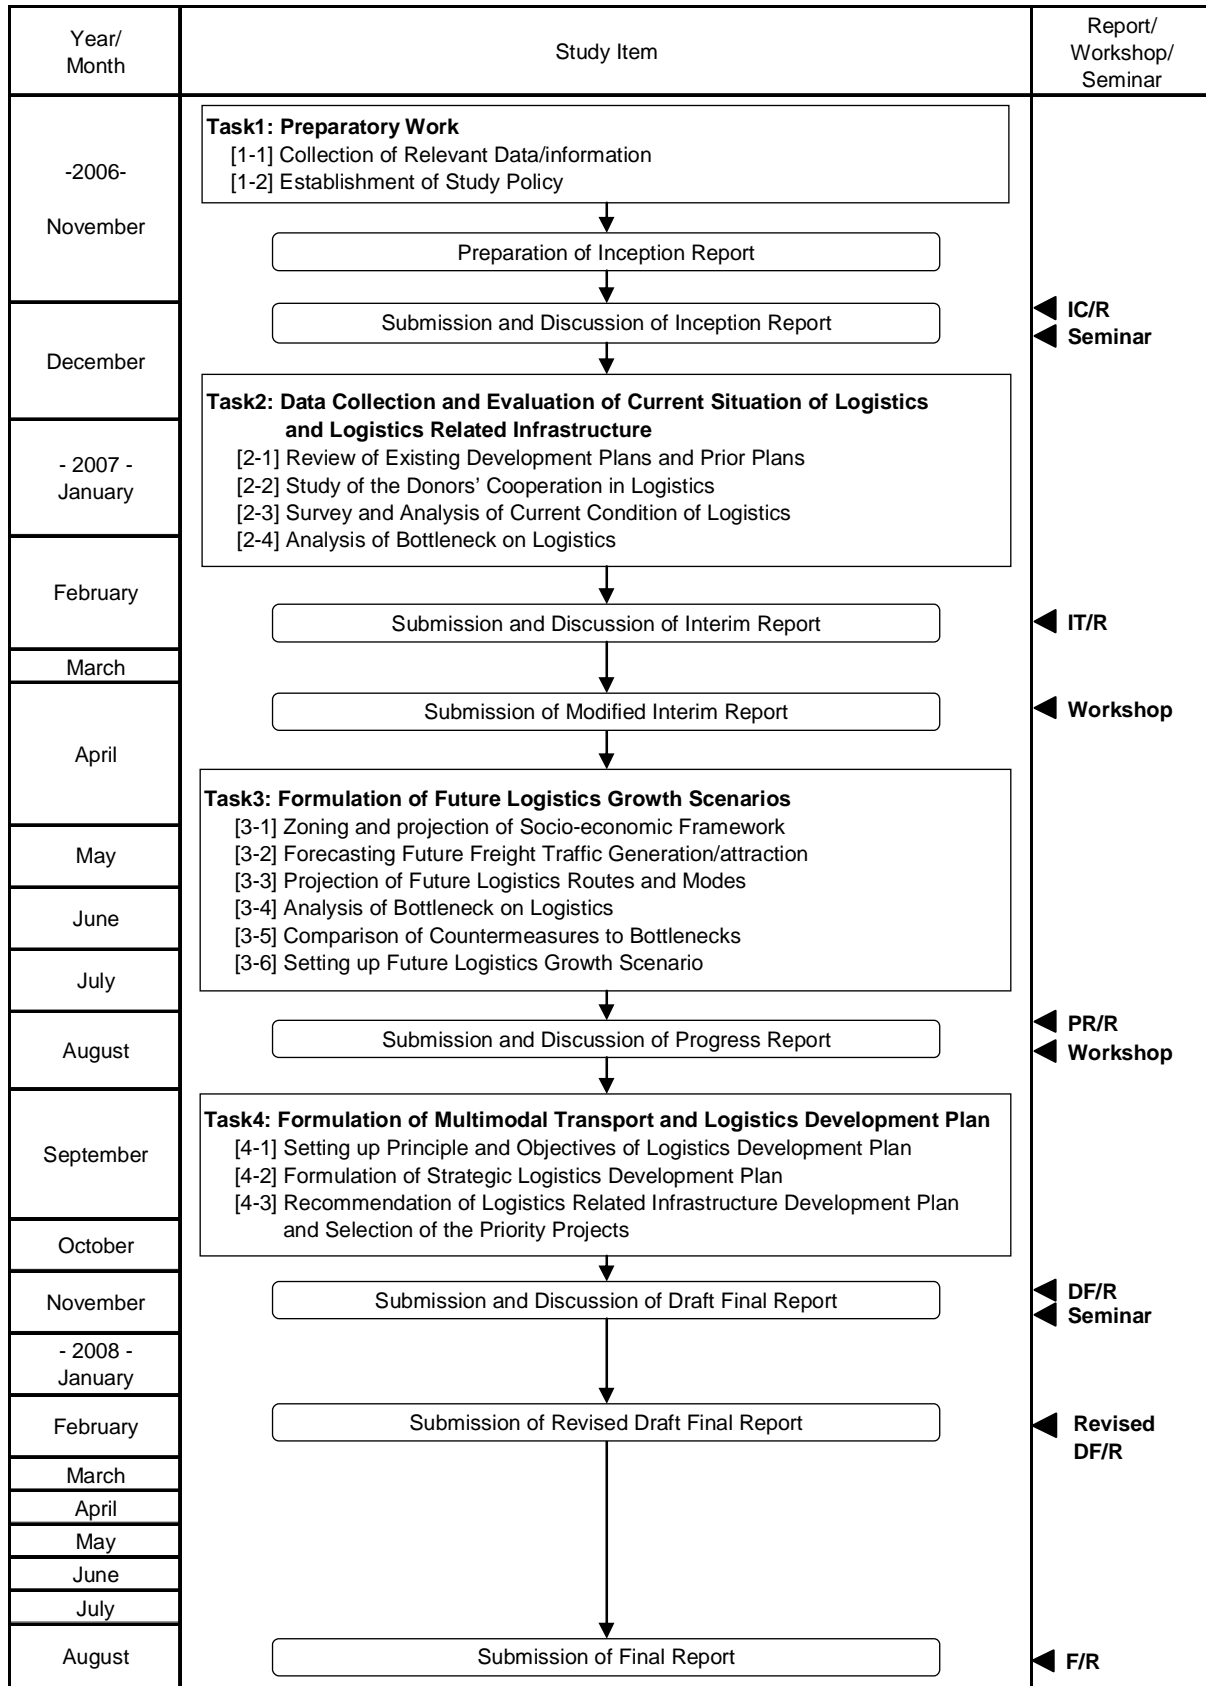 Year/
Month
Study Item
Report/
Workshop/
Seminar
-2006-
November
Task1: Preparatory Work
[1-1] Collection of Relevant Data/information
[1-2] Establishment of Study Policy
Preparation of Inception Report
December
Submission and Discussion of Inception Report
IC/R
Seminar
Task2: Data Collection and Evaluation of Current Situation of Logistics
and Logistics Related Infrastructure
[2-1] Review of Existing Development Plans and Prior Plans
[2-2] Study of the Donors’ Cooperation in Logistics
[2-3] Survey and Analysis of Current Condition of Logistics
[2-4] Analysis of Bottleneck on Logistics
- 2007 -
January
February
Submission and Discussion of Interim Report
IT/R
March
Submission of Modified Interim Report
Workshop
April
Task3: Formulation of Future Logistics Growth Scenarios
[3-1] Zoning and projection of Socio-economic Framework
[3-2] Forecasting Future Freight Traffic Generation/attraction
[3-3] Projection of Future Logistics Routes and Modes
[3-4] Analysis of Bottleneck on Logistics
[3-5] Comparison of Countermeasures to Bottlenecks
[3-6] Setting up Future Logistics Growth Scenario
May
June
July
August
Submission and Discussion of Progress Report
PR/R
Workshop
Task4: Formulation of Multimodal Transport and Logistics Development Plan
[4-1] Setting up Principle and Objectives of Logistics Development Plan
[4-2] Formulation of Strategic Logistics Development Plan
[4-3] Recommendation of Logistics Related Infrastructure Development Plan
and Selection of the Priority Projects
September
October
November
Submission and Discussion of Draft Final Report
DF/R
Seminar
- 2008 -
January
February
Submission of Revised Draft Final Report
Revised
DF/R
March
April
May
June
July
August
Submission of Final Report
F/R